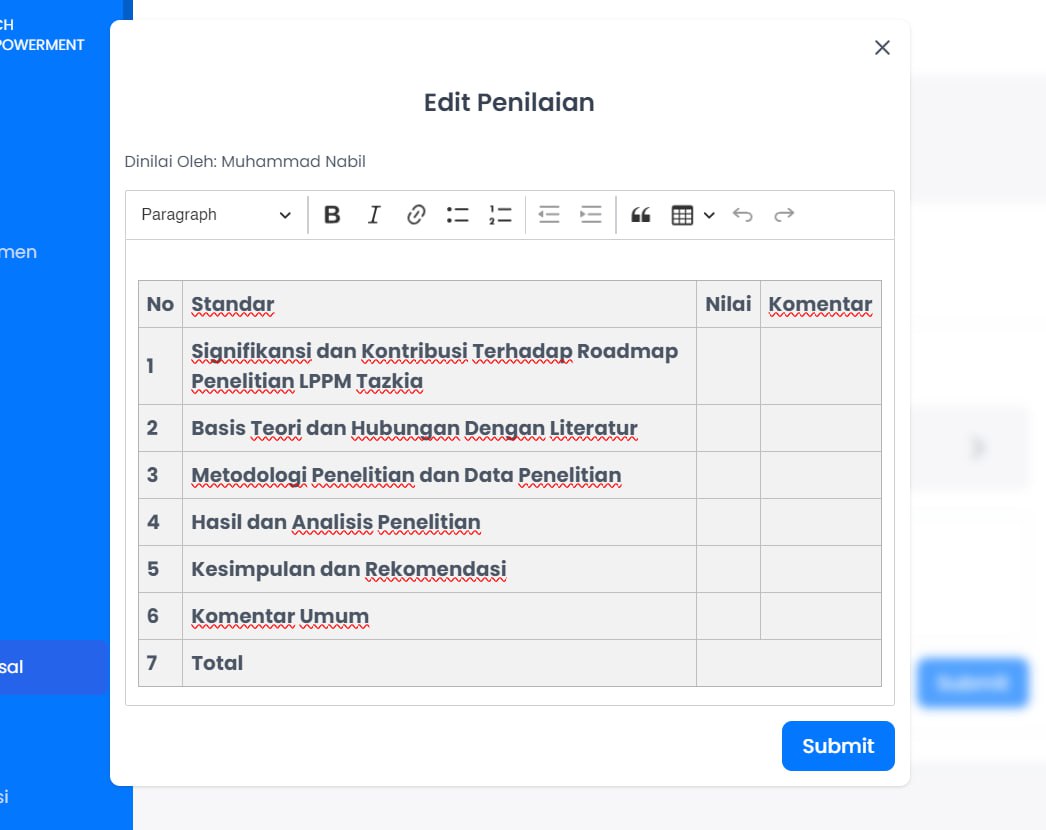 CH
POWERMENT
Edit Penilaian
Dinilai Oleh: Muhammad Nabil
Paragraph
men
No Standar Nilai Komentar
1 Signifikansi dan Kontribusi Terhadap Roadmap
Penelitian LPPM Tazkia
2 Basis Teori dan Hubungan Dengan Literatur
3 Metodologi Penelitian dan Data Penelitian
4 Hasil dan Analisis Penelitian
5 Kesimpulan dan Rekomendasi
6 Komentar Umum
7 Total
sal
Submit
Submit
si